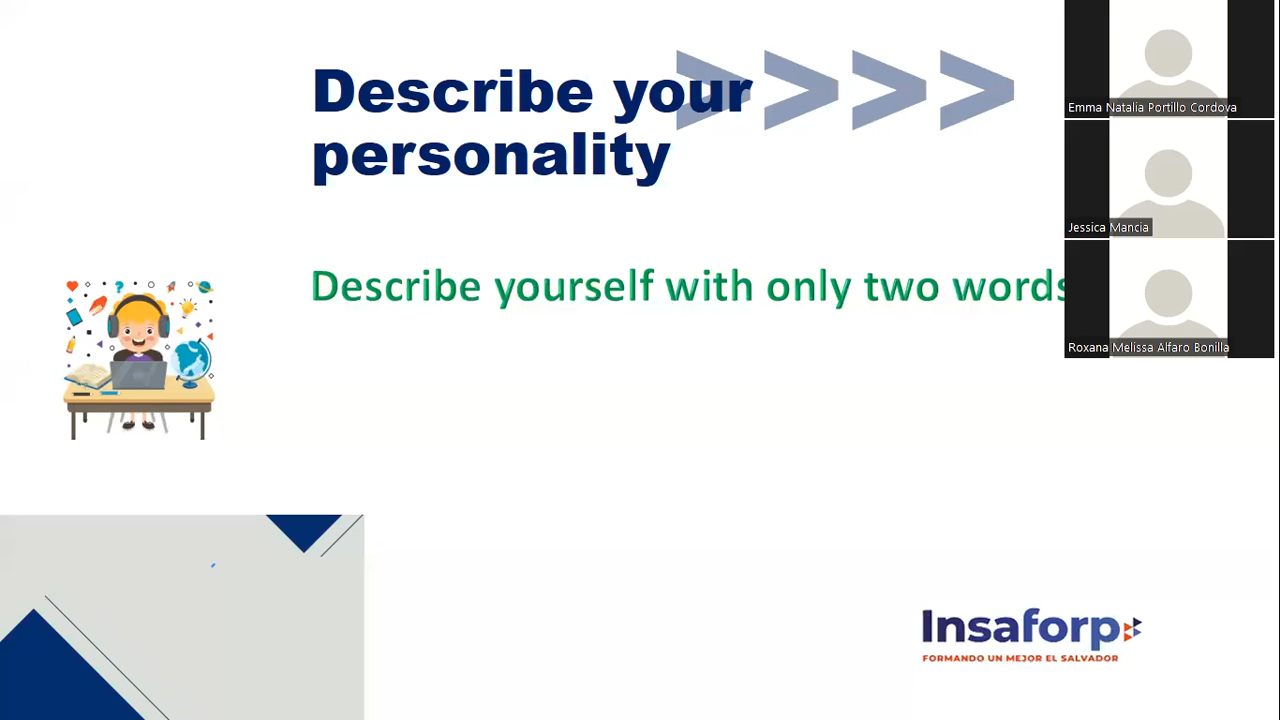 Describe your
personality
Describe yourself with only two words
Emma Natalia Portillo Cordova
Jessica Mancia
Roxana Melissa Alfaro Bonilla
Insaforp
FORMANDO UN MEJOR EL SALVADOR